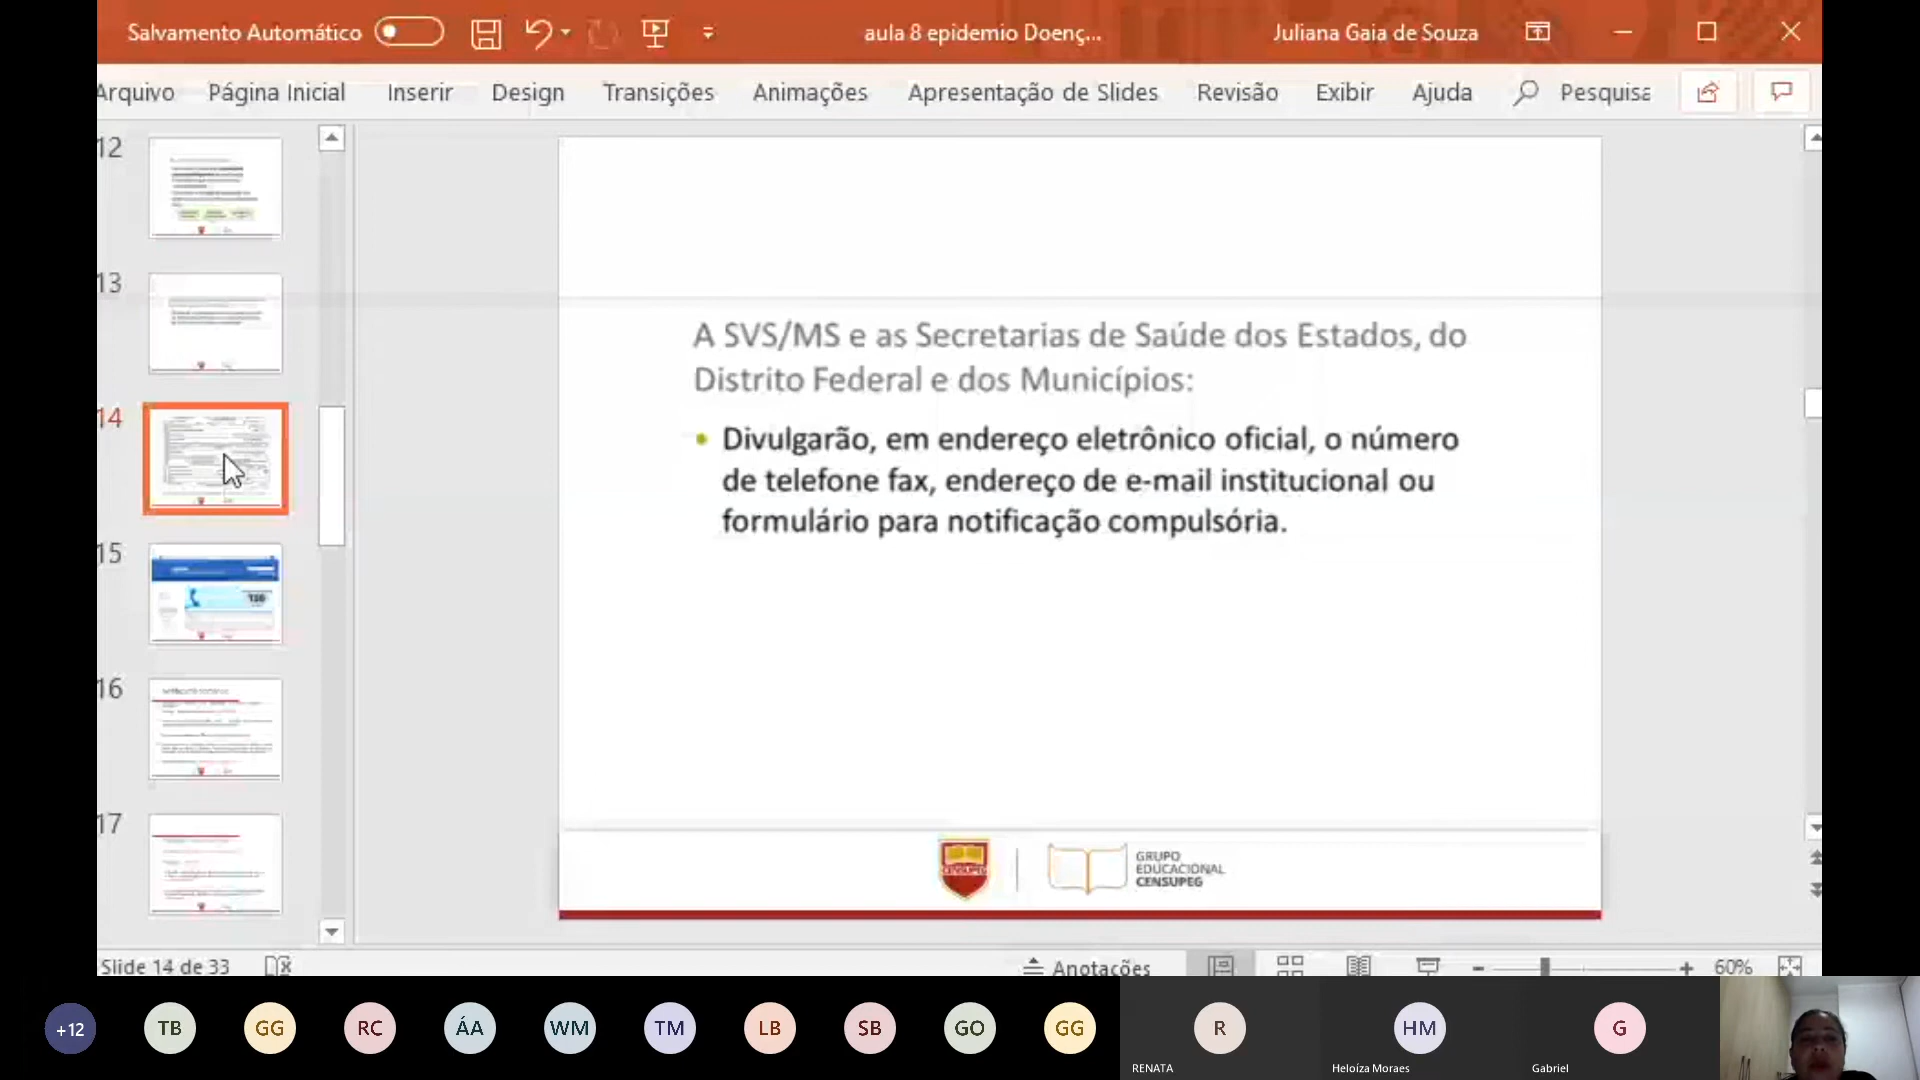 Salvamento Automático
aula 8 epidemio Doenç...
Juliana Gaia de Souza
Arquivo
Página Inicial
Inserir
Design
Transições
Animações
Apresentação de Slides
Revisão
Exibir
Ajuda
Pesquisa
12
13
14
15
16
17
A SVS/MS e as Secretarias de Saúde dos Estados, do
Distrito Federal e dos Municípios:
• Divulgarão, em endereço eletrônico oficial, o número
de telefone fax, endereço de e-mail institucional ou
formulário para notificação compulsória.
CENSUPEG
GRUPO
EDUCACIONAL
CENSUPEG
Slide 14 de 33
Anotações
60%
+12
TB
GG
RC
ÁA
WM
TM
LB
SB
GO
GG
R
RENATA
HM
Heloíza Moraes
G
Gabriel